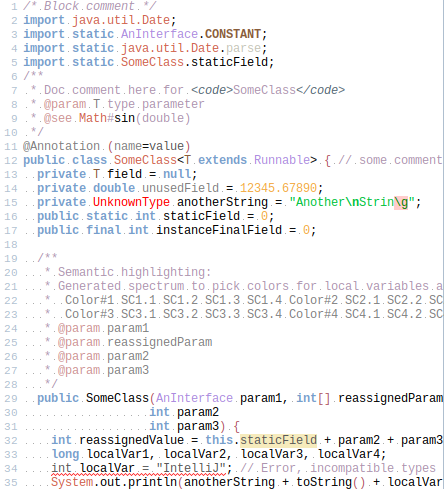 1 /* Block comment */
2 import java.util.Date;
3 import static AnInterface.CONSTANT;
4 import static java.util.Date.parse;
5 import static SomeClass.staticField;
6 /**
7  * Doc comment here for <code>SomeClass</code>
8  * @param T type parameter
9  * @see Math#sin(double)
10  */
11 @Annotation (name=value)
12 public class SomeClass<T extends Runnable> { // some comment
13   private T field = null;
14   private double unusedField = 12345.67890;
15   private UnknownType anotherString = "Another\nStrin\g";
16   public static int staticField = 0;
17   public final int instanceFinalField = 0;
18
19   /**
20    * Semantic highlighting:
21    * Generated spectrum to pick colors for local variables a
22    *  Color#1 SC1.1 SC1.2 SC1.3 SC1.4 Color#2 SC2.1 SC2.2 SC
23    *  Color#3 SC3.1 SC3.2 SC3.3 SC3.4 Color#4 SC4.1 SC4.2 SC
24    * @param param1
25    * @param reassignedParam
26    * @param param2
27    * @param param3
28    */
29   public SomeClass(AnInterface param1, int[] reassignedParam
30                   int param2
31                   int param3) {
32     int reassignedValue = this.staticField + param2 + param3
33     long localVar1, localVar2, localVar3, localVar4;
34     int localVar = "IntelliJ"; // Error, incompatible types
35     System.out.println(anotherString + toString() + localVar